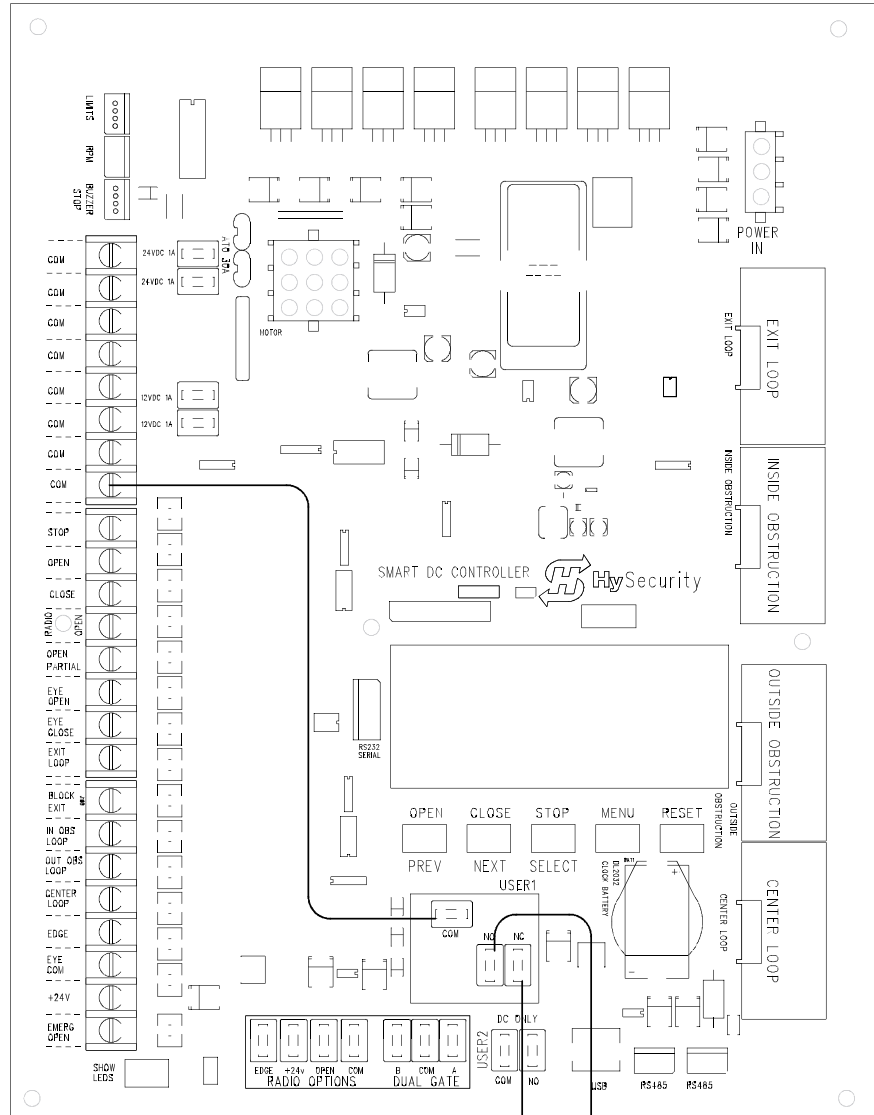 LIMITS
RPM
BUZZER
STOP
ATO 30A
24VDC 1A
24VDC 1A
12VDC 1A
12VDC 1A
MOTOR
POWER
IN
EXIT LOOP
EXIT LOOP
INSIDE OBSTRUCTION
INSIDE OBSTRUCTION
COM
COM
COM
COM
COM
COM
COM
COM
STOP
OPEN
CLOSE
RADIO
OPEN
OPEN
PARTIAL
EYE
OPEN
EYE
CLOSE
EXIT
LOOP
BLOCK
EXIT
IN OBS
LOOP
OUT OBS
LOOP
CENTER
LOOP
EDGE
EYE
COM
+24V
EMERG
OPEN
SHOW
LEDS
SMART DC CONTROLLER
HySecurity
RS232
SERIAL
OUTSIDE
OBSTRUCTION
OUTSIDE OBSTRUCTION
OPEN CLOSE STOP MENU RESET
PREV NEXT SELECT
USER1
COM
NO NC
BAT1
DL2032
CLOCK BATTERY
+
-
CENTER LOOP
CENTER LOOP
DC ONLY
USER2
COM NO
EDGE +24v OPEN COM B COM A
RADIO OPTIONS DUAL GATE
USB
RS485 RS485